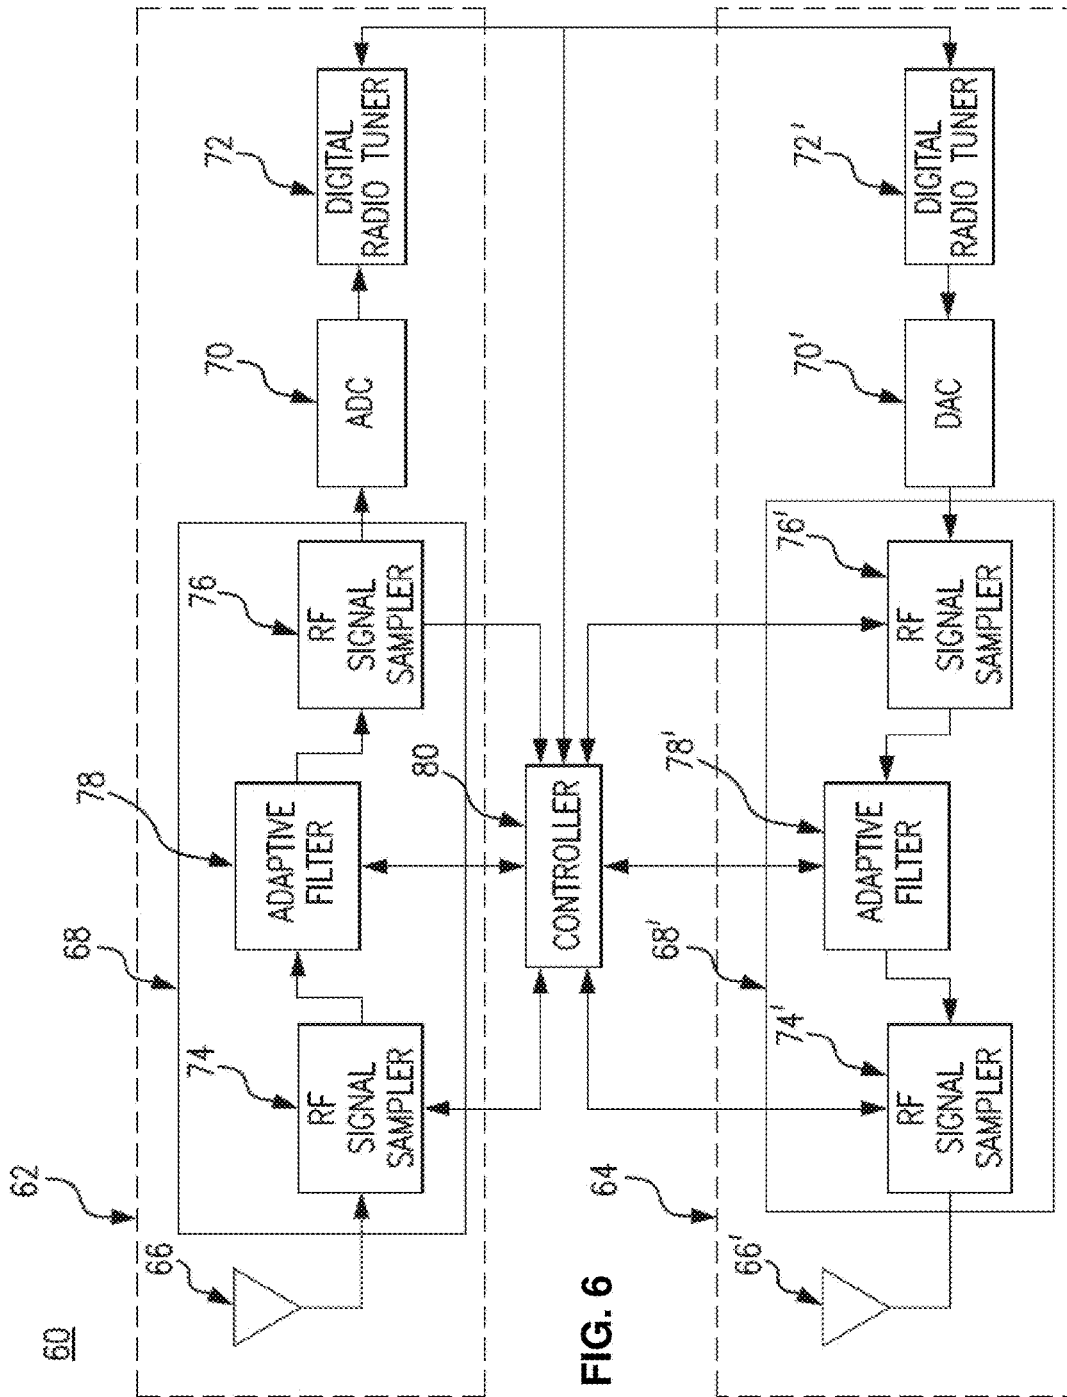 60
62
66
68
74
RF
SIGNAL
SAMPLER
78
ADAPTIVE
FILTER
76
RF
SIGNAL
SAMPLER
70
ADC
72
DIGITAL
RADIO TUNER
80
CONTROLLER
64
66'
68'
74'
RF
SIGNAL
SAMPLER
78'
ADAPTIVE
FILTER
76'
RF
SIGNAL
SAMPLER
70'
DAC
72'
DIGITAL
RADIO TUNER
FIG. 6